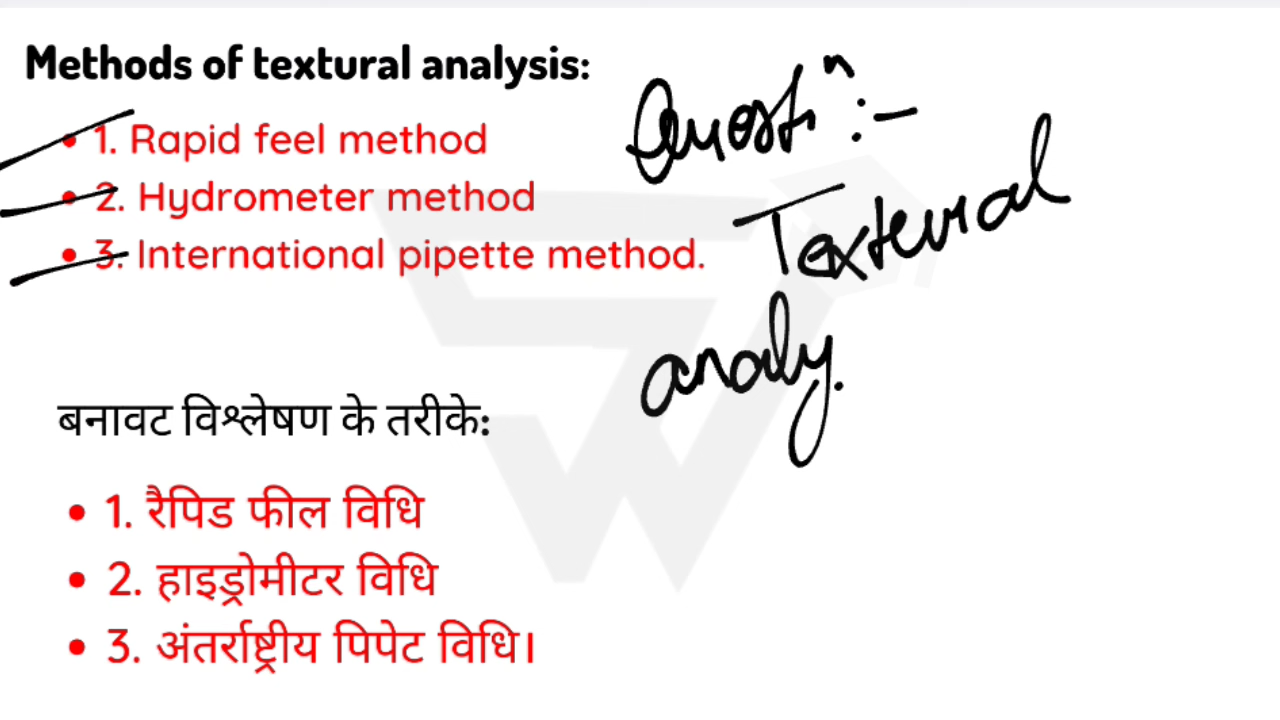 Methods of textural analysis:
• 1. Rapid feel method
• 2. Hydrometer method
• 3. International pipette method.
Questn :-
Textural
analy.
बनावट विश्लेषण के तरीके:
• 1. रैपिड फील विधि
• 2. हाइड्रोमीटर विधि
• 3. अंतर्राष्ट्रीय पिपेट विधि।